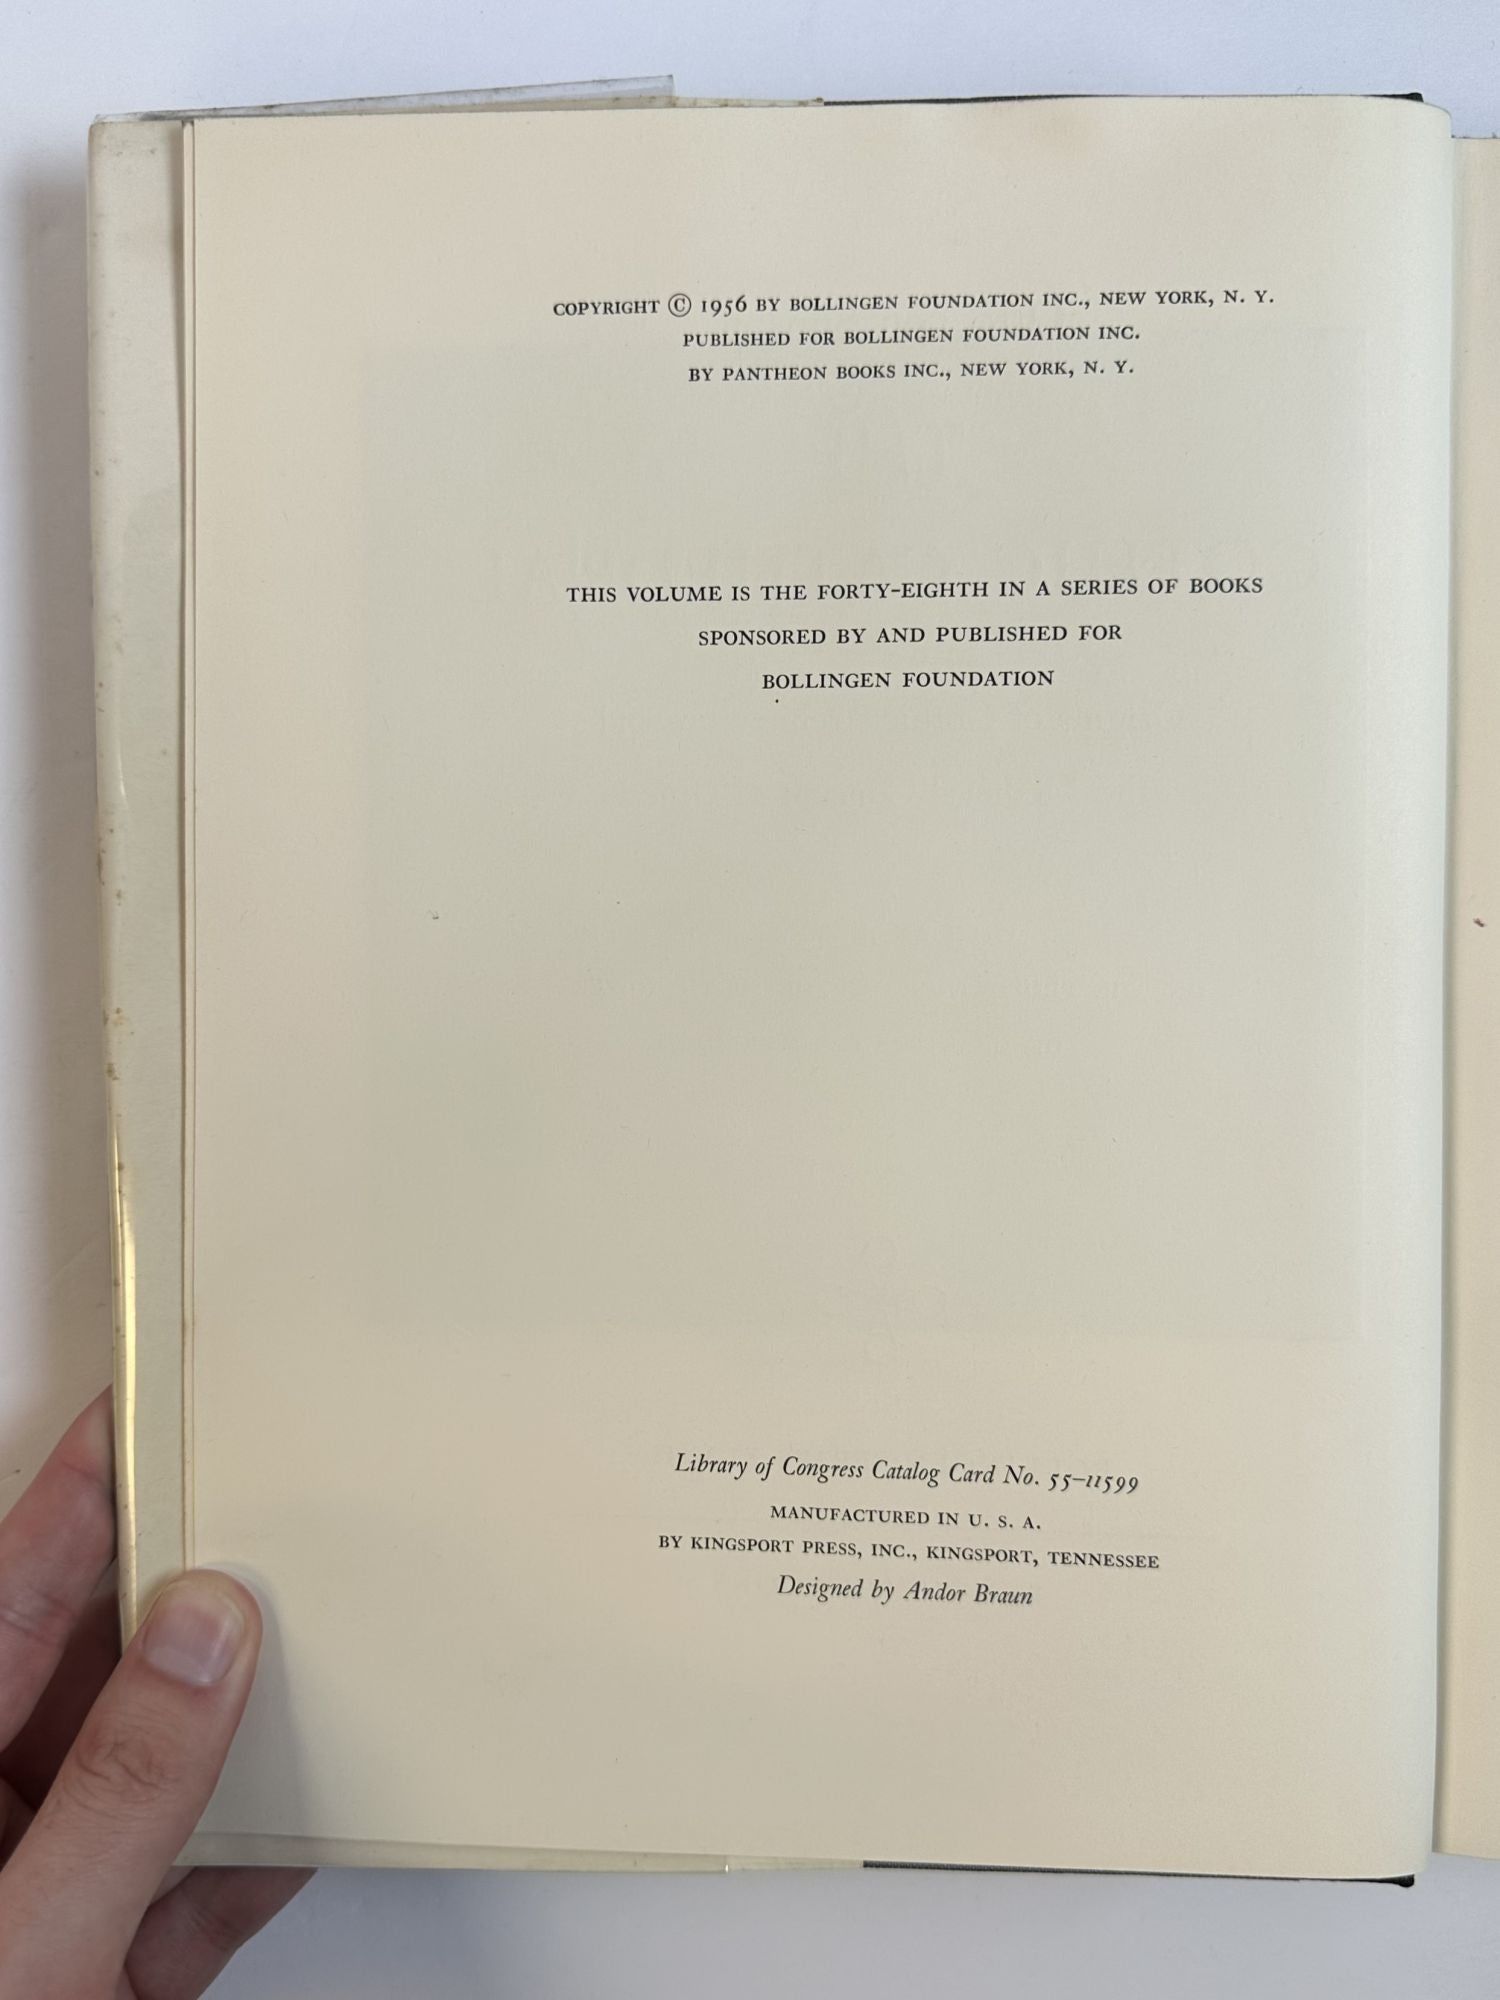 COPYRIGHT © 1956 BY BOLLINGEN FOUNDATION INC., NEW YORK, N. Y.
PUBLISHED FOR BOLLINGEN FOUNDATION INC.
BY PANTHEON BOOKS INC., NEW YORK, N. Y.
THIS VOLUME IS THE FORTY-EIGHTH IN A SERIES OF BOOKS
SPONSORED BY AND PUBLISHED FOR
BOLLINGEN FOUNDATION
Library of Congress Catalog Card No. 55–11599
MANUFACTURED IN U. S. A.
BY KINGSPORT PRESS, INC., KINGSPORT, TENNESSEE
Designed by Andor Braun